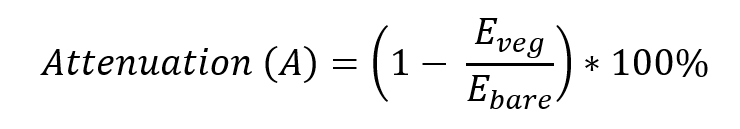 Attenuation (A) = (1 − E_veg / E_bare) * 100%